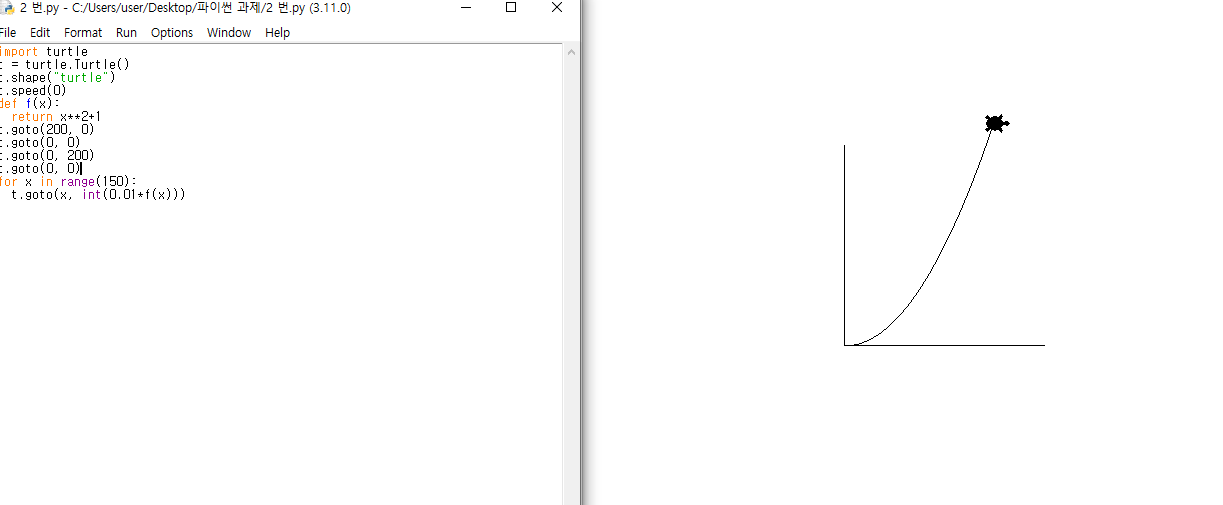 2 번.py - C:/Users/user/Desktop/파이썬 과제/2 번.py (3.11.0)
File Edit Format Run Options Window Help
import turtle
t = turtle.Turtle()
t.shape("turtle")
t.speed(0)
def f(x):
  return x**2+1
t.goto(200, 0)
t.goto(0, 0)
t.goto(0, 200)
t.goto(0, 0)
for x in range(150):
  t.goto(x, int(0.01*f(x)))